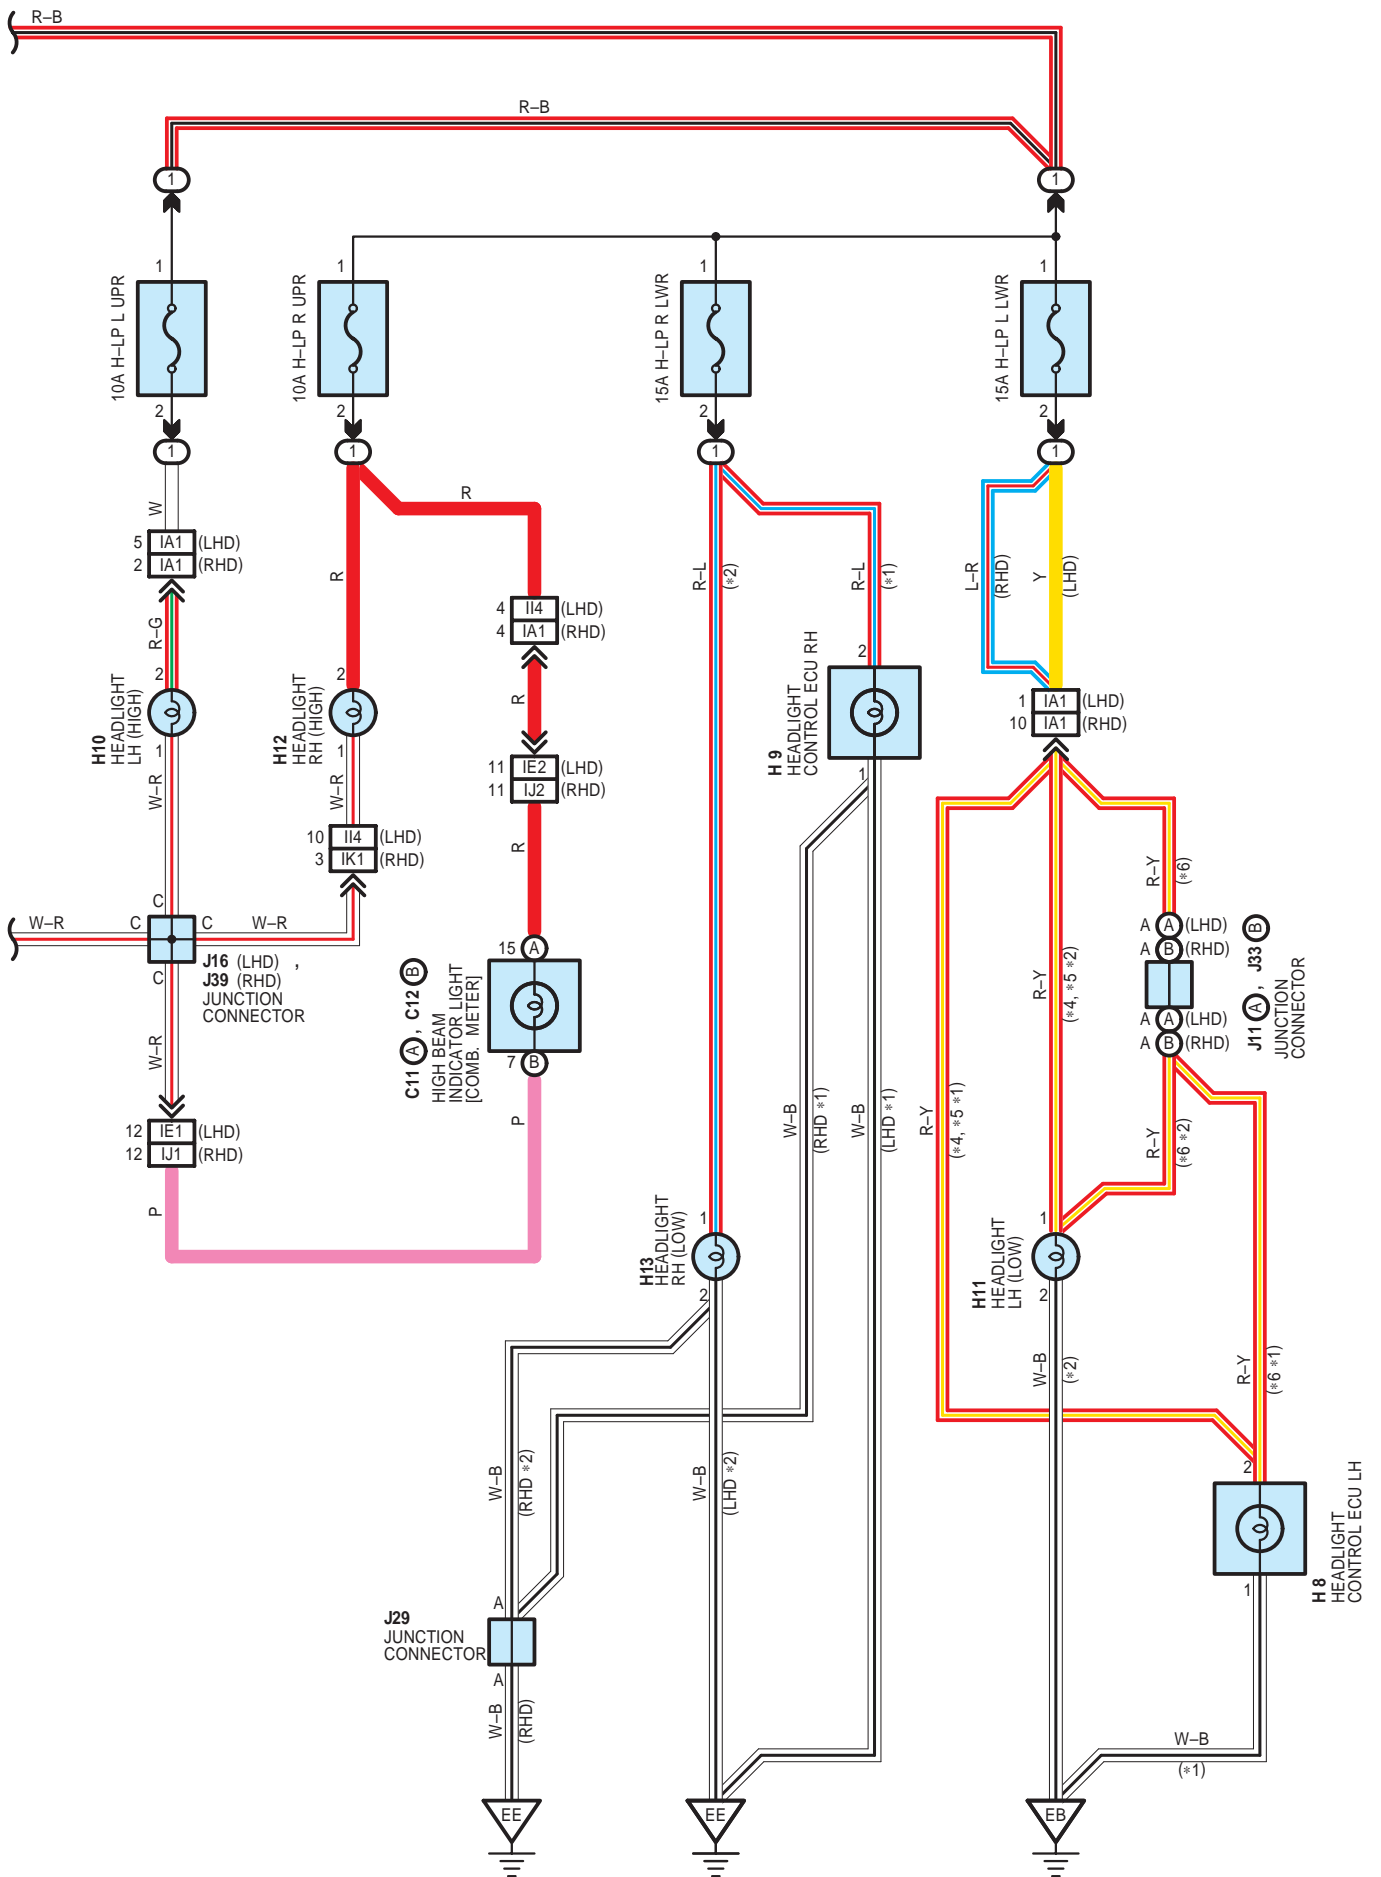 R–B
R–B
1
1
1
1
1
1
10A H–LP L UPR
10A H–LP R UPR
15A H–LP R LWR
15A H–LP L LWR
2
2
2
2
1
1
1
1
W
R
R
R–L
(*2)
R–L
(*1)
L–R
(RHD)
Y
(LHD)
5 IA1 (LHD)
2 IA1 (RHD)
R–G
4 II4 (LHD)
4 IA1 (RHD)
R
2
H10
HEADLIGHT
LH (HIGH)
1
2
H12
HEADLIGHT
RH (HIGH)
1
2
H 9
HEADLIGHT
CONTROL ECU RH
1
1 IA1 (LHD)
10 IA1 (RHD)
W–R
W–R
11 IE2 (LHD)
11 IJ2 (RHD)
10 II4 (LHD)
3 IK1 (RHD)
R
R–Y
(*6)
W–R
C
C
C
W–R
C
J16 (LHD) ,
J39 (RHD)
JUNCTION
CONNECTOR
15 A
C11 A , C12 B
HIGH BEAM
INDICATOR LIGHT
[COMB. METER]
7 B
A A (LHD)
A B (RHD)
A A (LHD)
A B (RHD)
J11 A , J33 B
JUNCTION
CONNECTOR
R–Y
(*4, *5 *2)
W–R
12 IE1 (LHD)
12 IJ1 (RHD)
P
P
W–B
(RHD *1)
W–B
(LHD *1)
R–Y
(*4, *5 *1)
R–Y
(*6 *2)
1
H13
HEADLIGHT
RH (LOW)
2
1
H11
HEADLIGHT
LH (LOW)
2
W–B
(*2)
R–Y
(*6 *1)
W–B
(RHD *2)
W–B
(LHD *2)
2
H 8
HEADLIGHT
CONTROL ECU LH
1
A
J29
JUNCTION
CONNECTOR
A
W–B
(RHD)
W–B
(*1)
EE
EE
EB